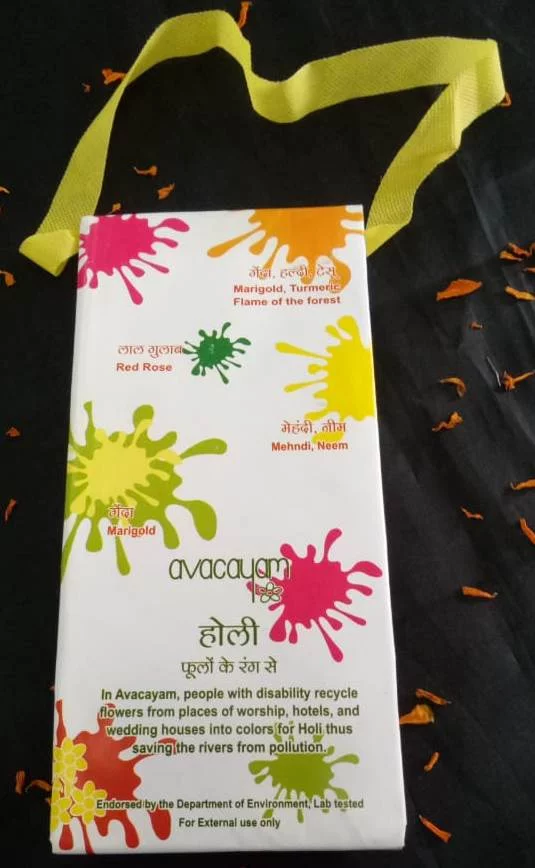 गेंदा, हल्दी, टेसू
Marigold, Turmeric
Flame of the forest
लाल गुलाब
Red Rose
मेहंदी, नीम
Mehndi, Neem
गेंदा
Marigold
avacayam
होली
फूलों के रंग से
In Avacayam, people with disability recycle
flowers from places of worship, hotels, and
wedding houses into colors for Holi thus
saving the rivers from pollution.
Endorsed by the Department of Environment, Lab tested
For External use only